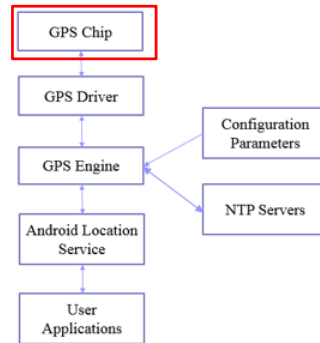 GPS Chip
GPS Driver
GPS Engine
Configuration
Parameters
NTP Servers
Android Location
Service
User
Applications